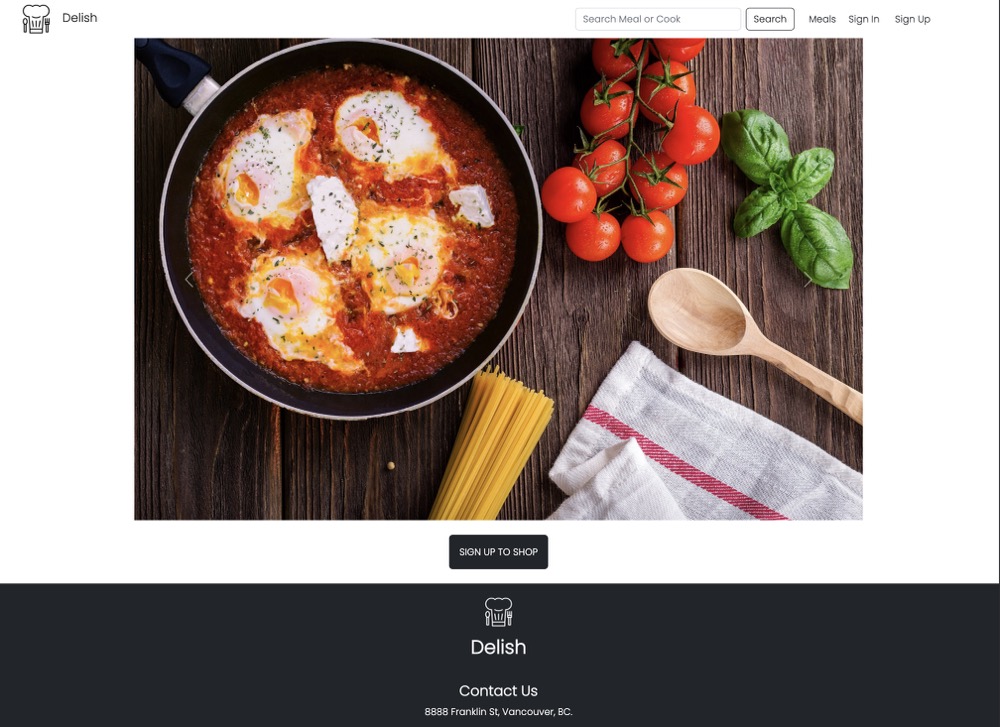 Delish
Search Meal or Cook
Search
Meals
Sign In
Sign Up
SIGN UP TO SHOP
Delish
Contact Us
8888 Franklin St, Vancouver, BC.